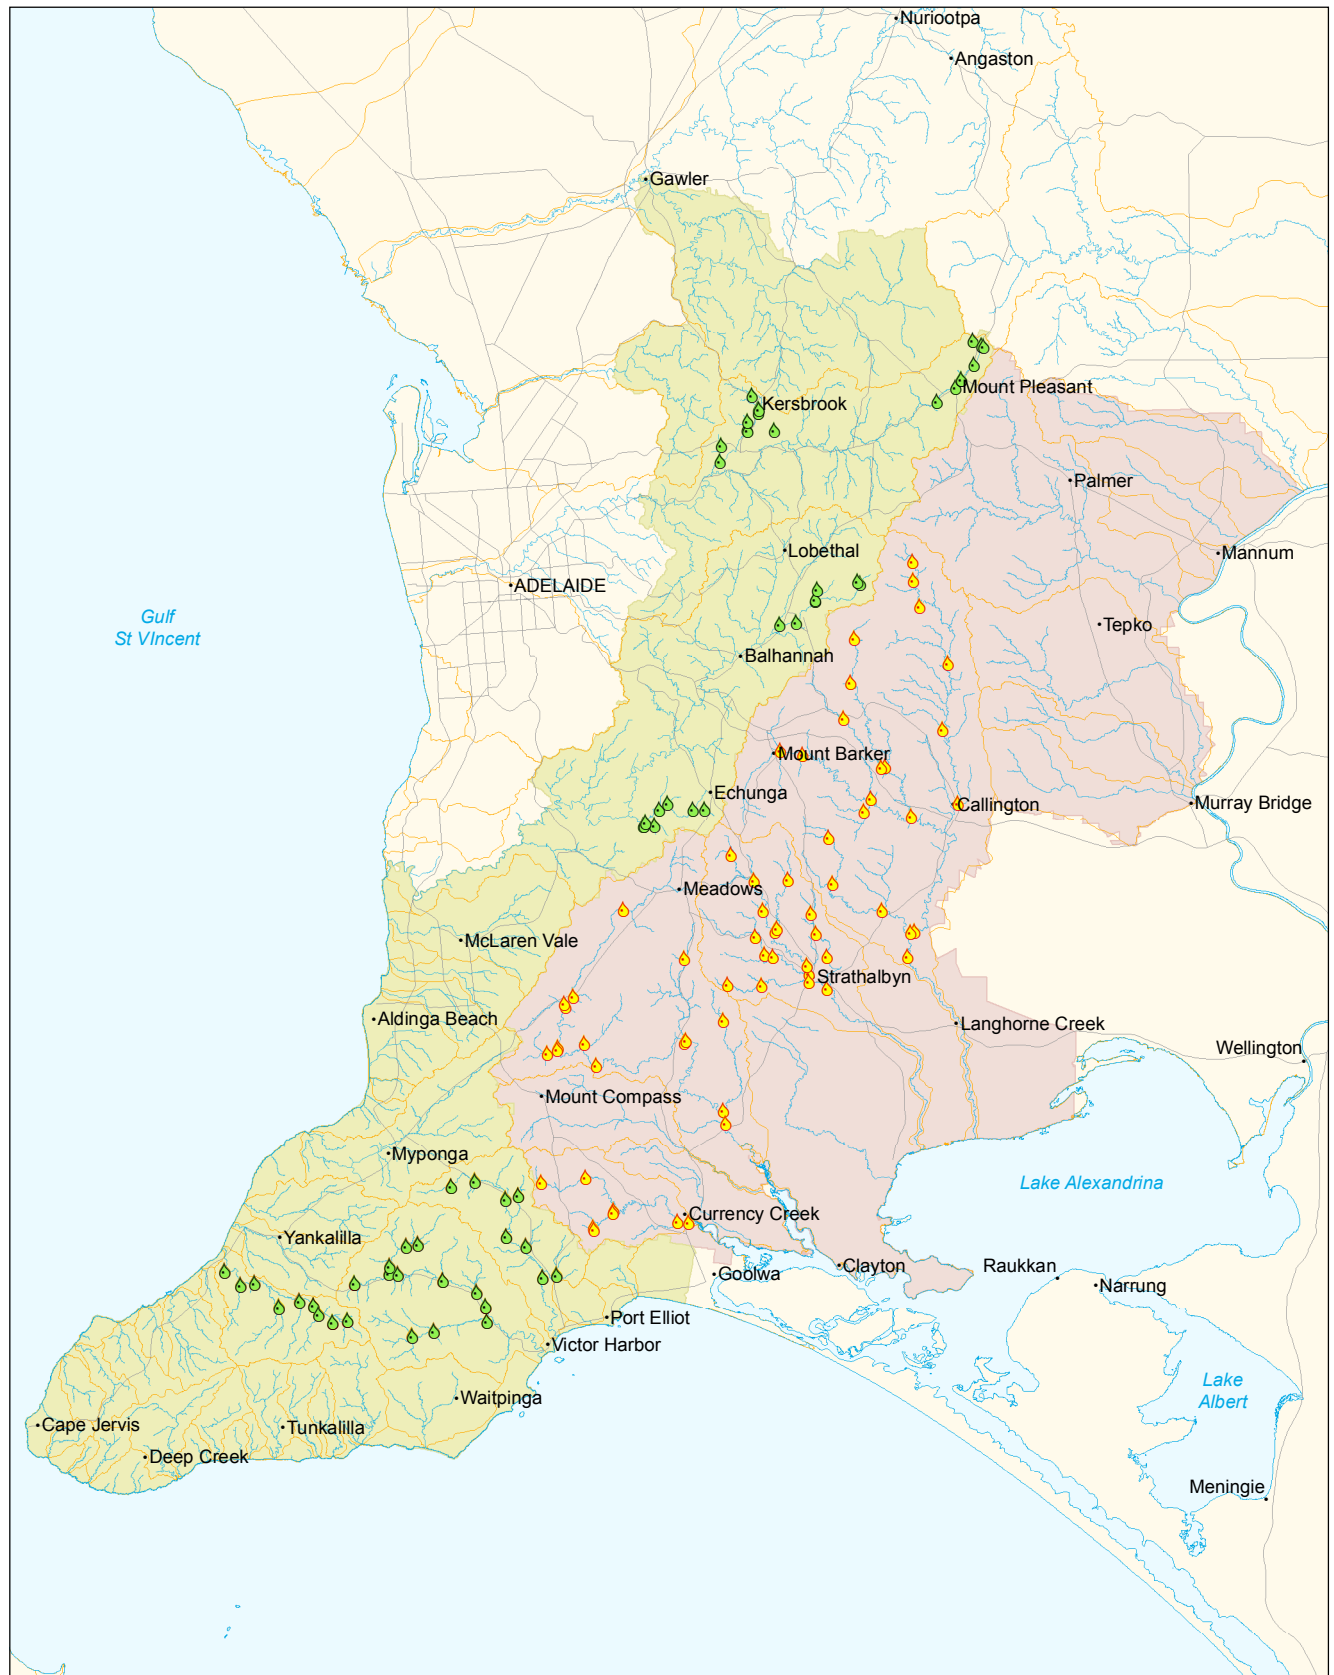 Nuriootpa
Angaston
Gawler
Mount Pleasant
Kersbrook
Palmer
Lobethal
Mannum
ADELAIDE
Gulf
St VIncent
Tepko
Balhannah
Mount Barker
Echunga
Callington
Murray Bridge
Meadows
McLaren Vale
Strathalbyn
Aldinga Beach
Langhorne Creek
Wellington
Mount Compass
Myponga
Lake Alexandrina
Currency Creek
Yankalilla
Goolwa
Clayton
Raukkan
Narrung
Port Elliot
Victor Harbor
Lake
Albert
Waitpinga
Cape Jervis
Tunkalilla
Deep Creek
Meningie